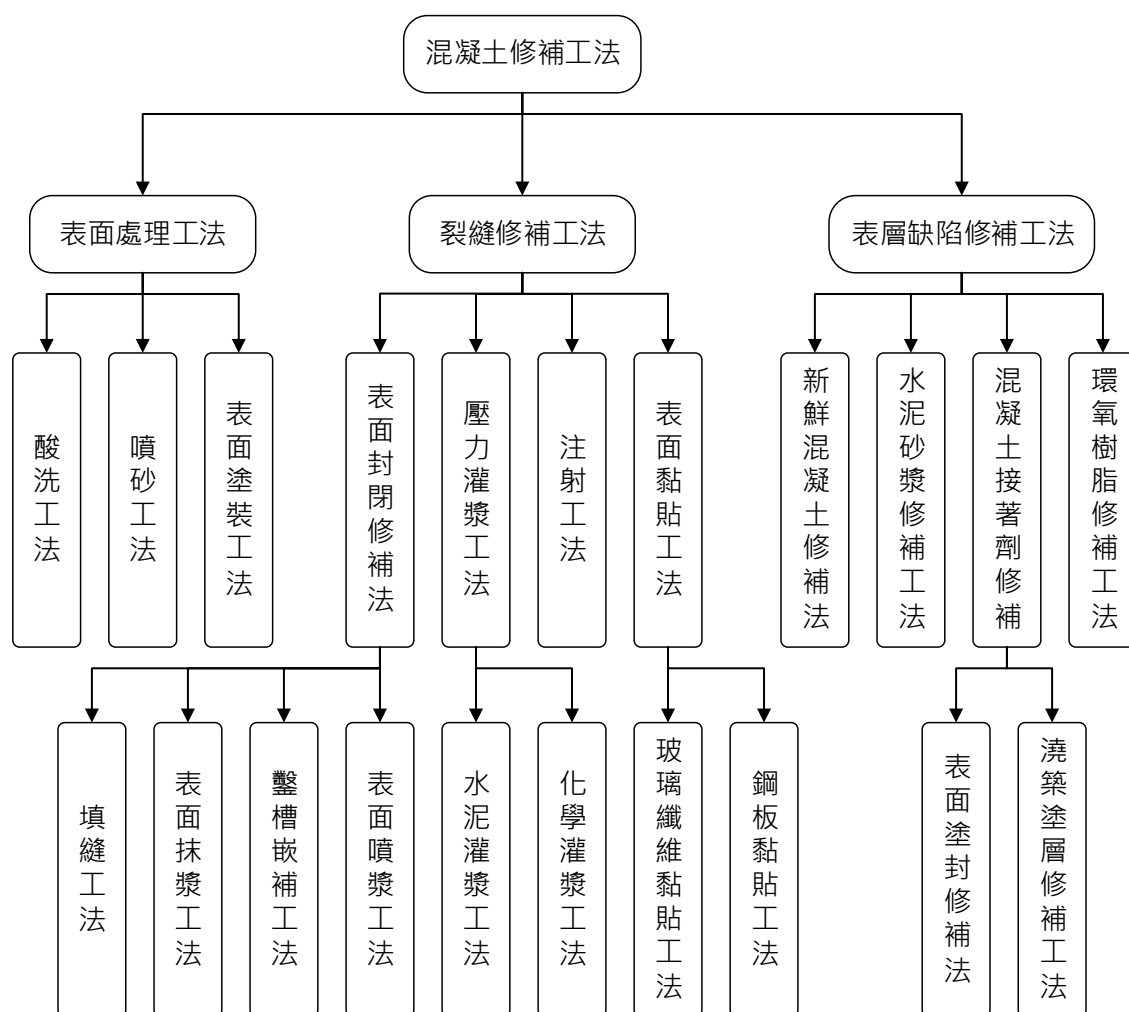 混凝土修補工法
表面處理工法
裂縫修補工法
表層缺陷修補工法
酸洗工法
噴砂工法
表面塗裝工法
表面封閉修補法
壓力灌漿工法
注射工法
表面黏貼工法
新鮮混凝土修補法
水泥砂漿修補工法
混凝土接著劑修補
環氧樹脂修補工法
填縫工法
表面抹漿工法
鑿槽嵌補工法
表面噴漿工法
水泥灌漿工法
化學灌漿工法
玻璃纖維黏貼工法
鋼板黏貼工法
表面塗封修補法
澆築塗層修補工法